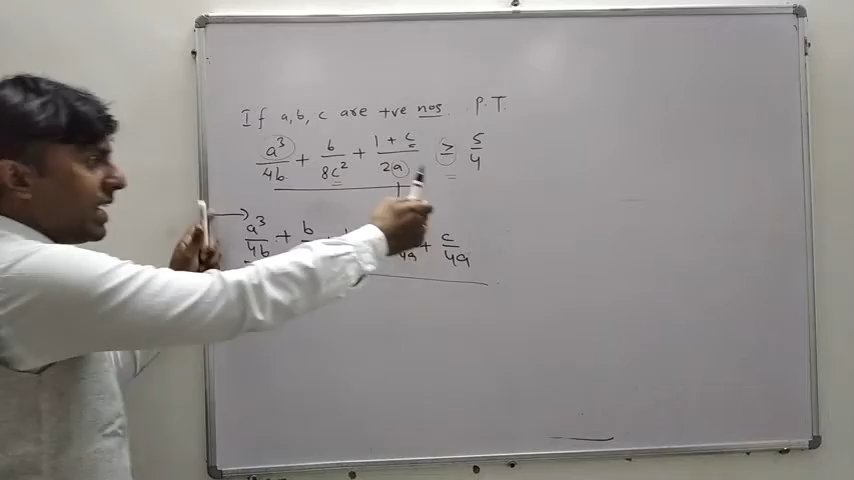 If a,b,c are +ve nos. P.T.
a³/4b + b/8c² + (1+c)/2a ≥ 5/4
a³/4b + b + /4a + c/4a